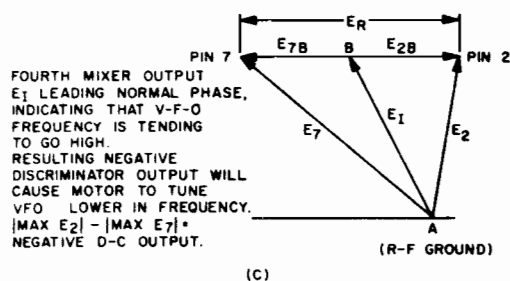 E_R
PIN 7
E_7B
B
E_2B
PIN 2
FOURTH MIXER OUTPUT
E_I LEADING NORMAL PHASE,
INDICATING THAT V-F-O
FREQUENCY IS TENDING
TO GO HIGH.
RESULTING NEGATIVE
DISCRIMINATOR OUTPUT WILL
CAUSE MOTOR TO TUNE
VFO LOWER IN FREQUENCY.
|MAX E_2| – |MAX E_7| =
NEGATIVE D-C OUTPUT.
E_7
E_I
E_2
A
(R-F GROUND)
(C)